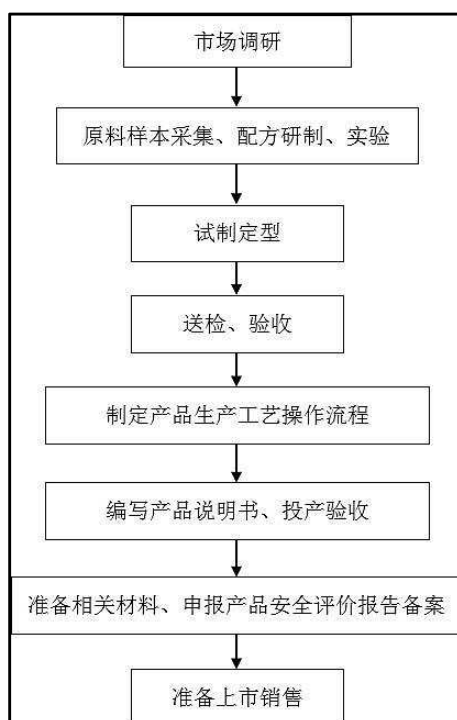 市场调研
原料样本采集、配方研制、实验
试制定型
送检、验收
制定产品生产工艺操作流程
编写产品说明书、投产验收
准备相关材料、申报产品安全评价报告备案
准备上市销售